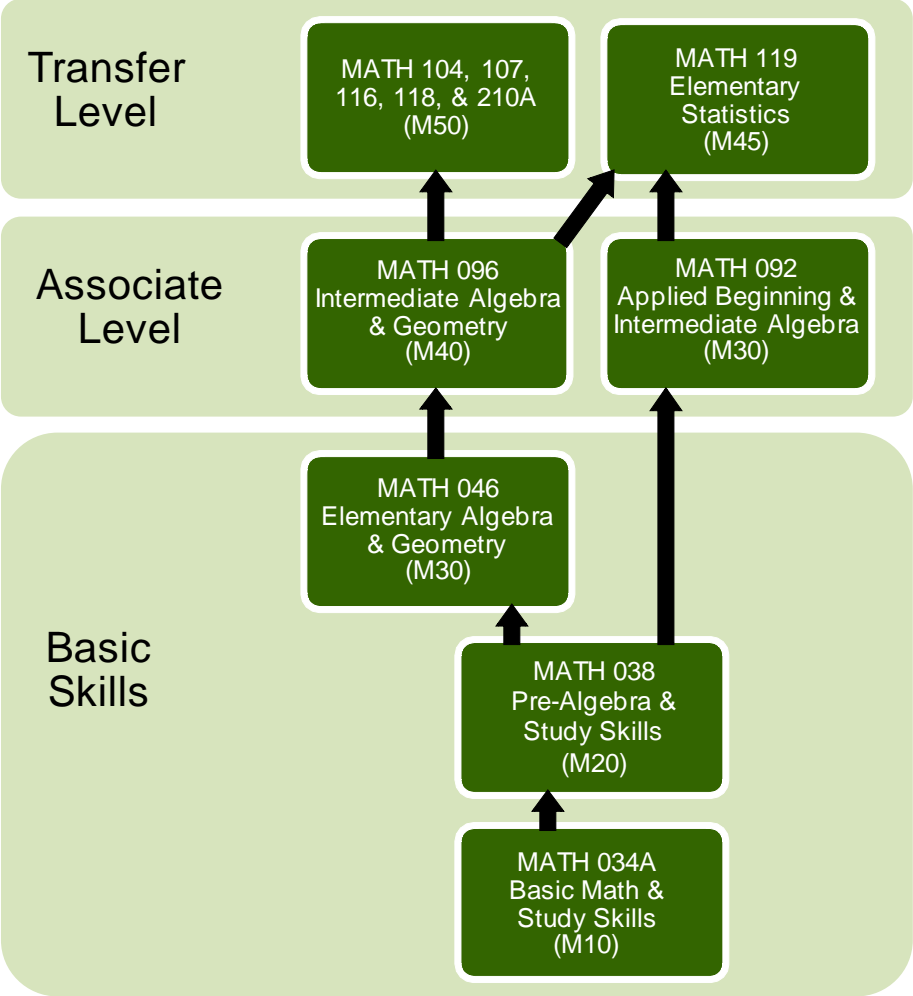 Transfer
Level
MATH 104, 107,
116, 118, & 210A
(M50)
MATH 119
Elementary
Statistics
(M45)
Associate
Level
MATH 096
Intermediate Algebra
& Geometry
(M40)
MATH 092
Applied Beginning &
Intermediate Algebra
(M30)
Basic
Skills
MATH 046
Elementary Algebra
& Geometry
(M30)
MATH 038
Pre-Algebra &
Study Skills
(M20)
MATH 034A
Basic Math &
Study Skills
(M10)